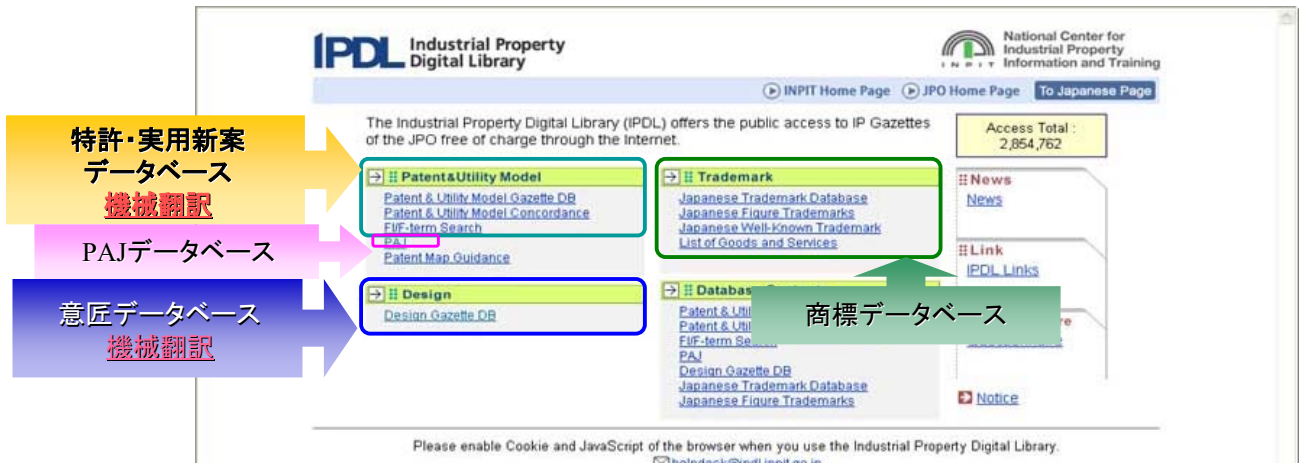 IPDL Industrial Property
Digital Library
National Center for
Industrial Property
Information and Training
INPIT
INPIT Home Page
JPO Home Page
To Japanese Page
The Industrial Property Digital Library (IPDL) offers the public access to IP Gazettes
of the JPO free of charge through the Internet.
Access Total :
2,854,762
特許・実用新案
データベース
機械翻訳
PAJデータベース
意匠データベース
機械翻訳
Patent&Utility Model
Patent & Utility Model Gazette DB
Patent & Utility Model Concordance
FI/F-term Search
PAJ
Patent Map Guidance
Design
Design Gazette DB
Trademark
Japanese Trademark Database
Japanese Figure Trademarks
Japanese Well-Known Trademark
List of Goods and Services
商標データベース
Patent & Util
Patent & Util
FI/F-term Se
PAJ
Design Gazette DB
Japanese Trademark Database
Japanese Figure Trademarks
News
News
Link
IPDL Links
Notice
Please enable Cookie and JavaScript of the browser when you use the Industrial Property Digital Library.